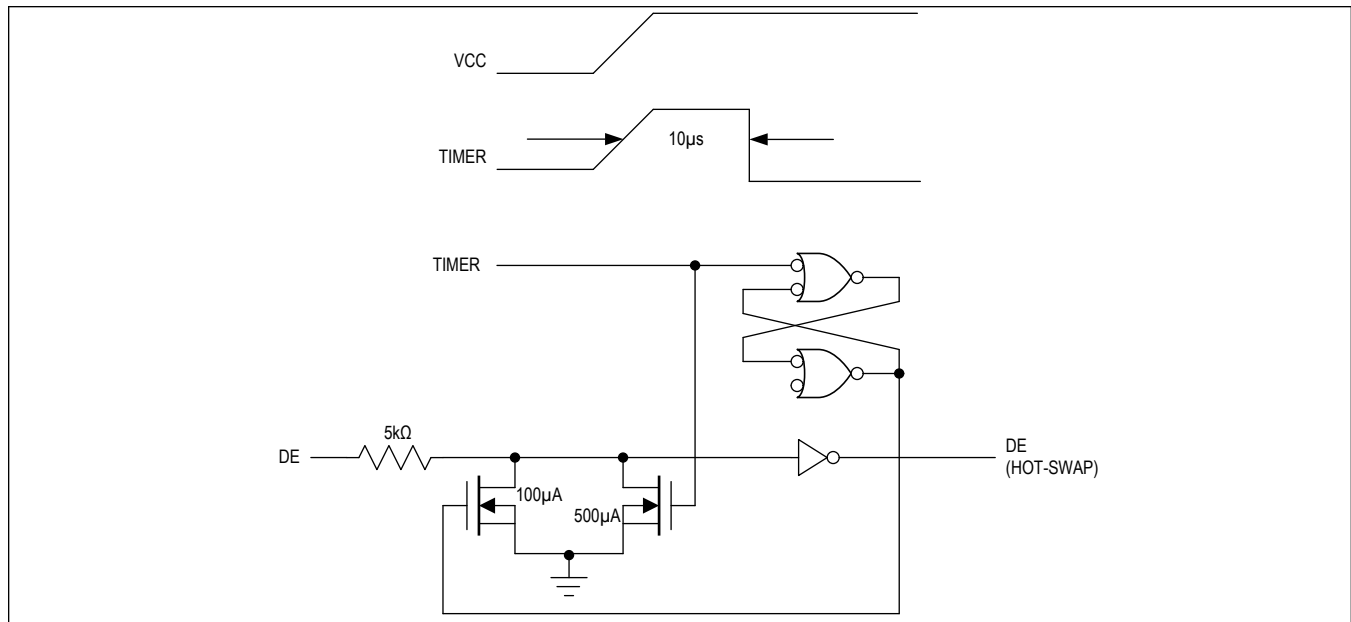 VCC
10µs
TIMER
TIMER
5kΩ
DE
DE
(HOT-SWAP)
100µA
500µA